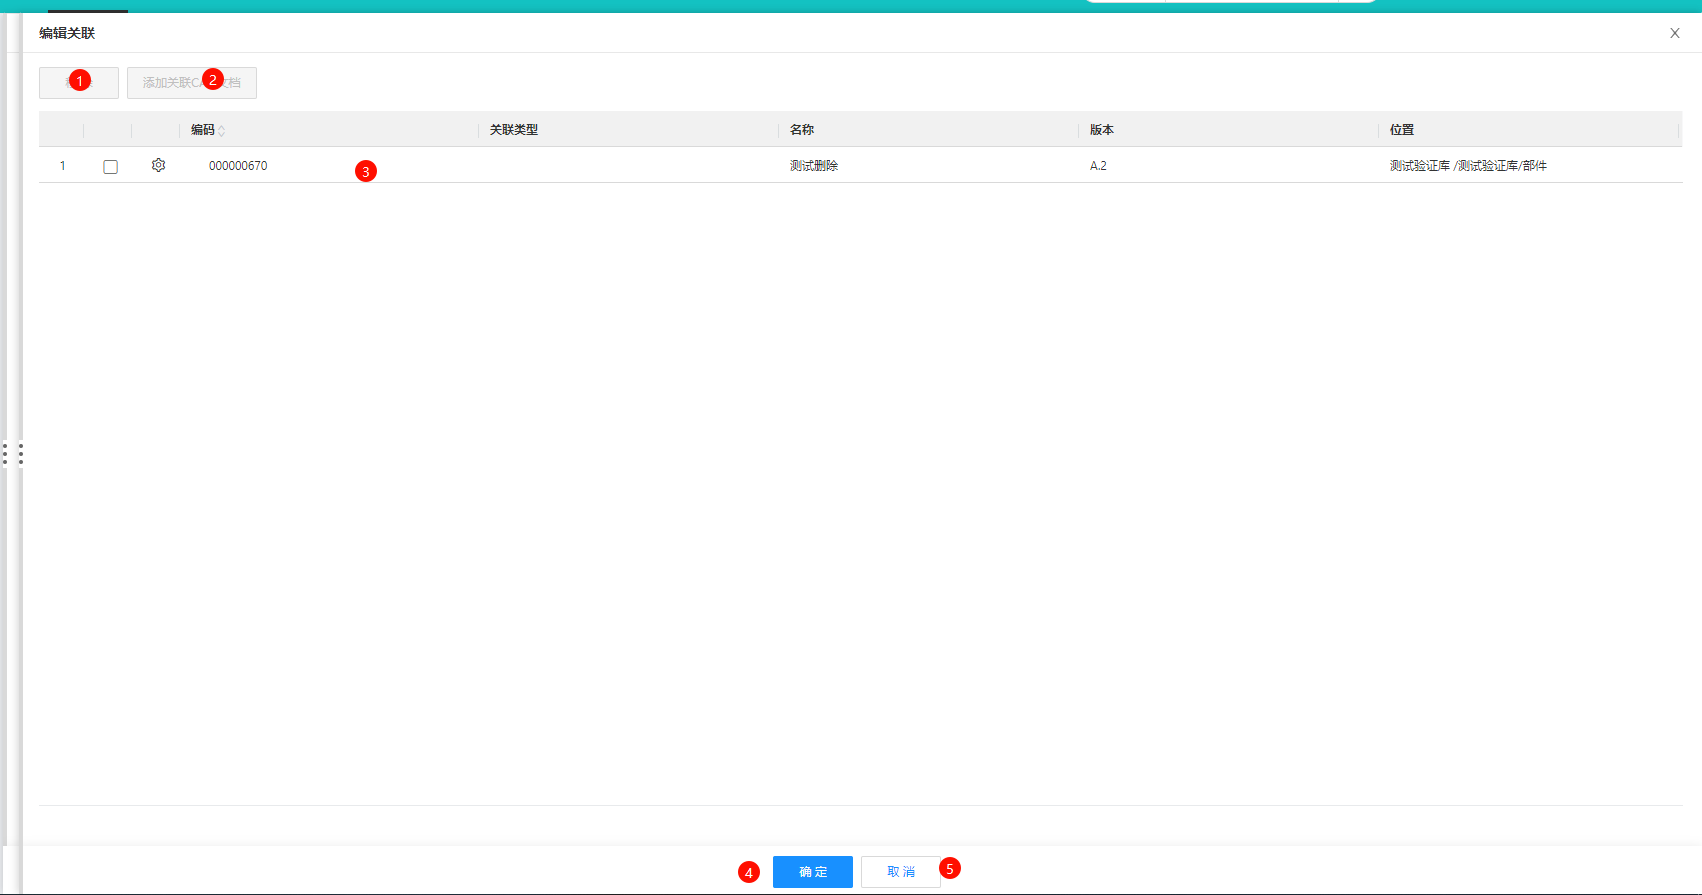 编辑关联
1
添加关联CA 2 文档
编码 关联类型 名称 版本 位置
1 000000670 3 测试删除 A.2 测试验证库 /测试验证库/部件
4 确 定 取 消 5